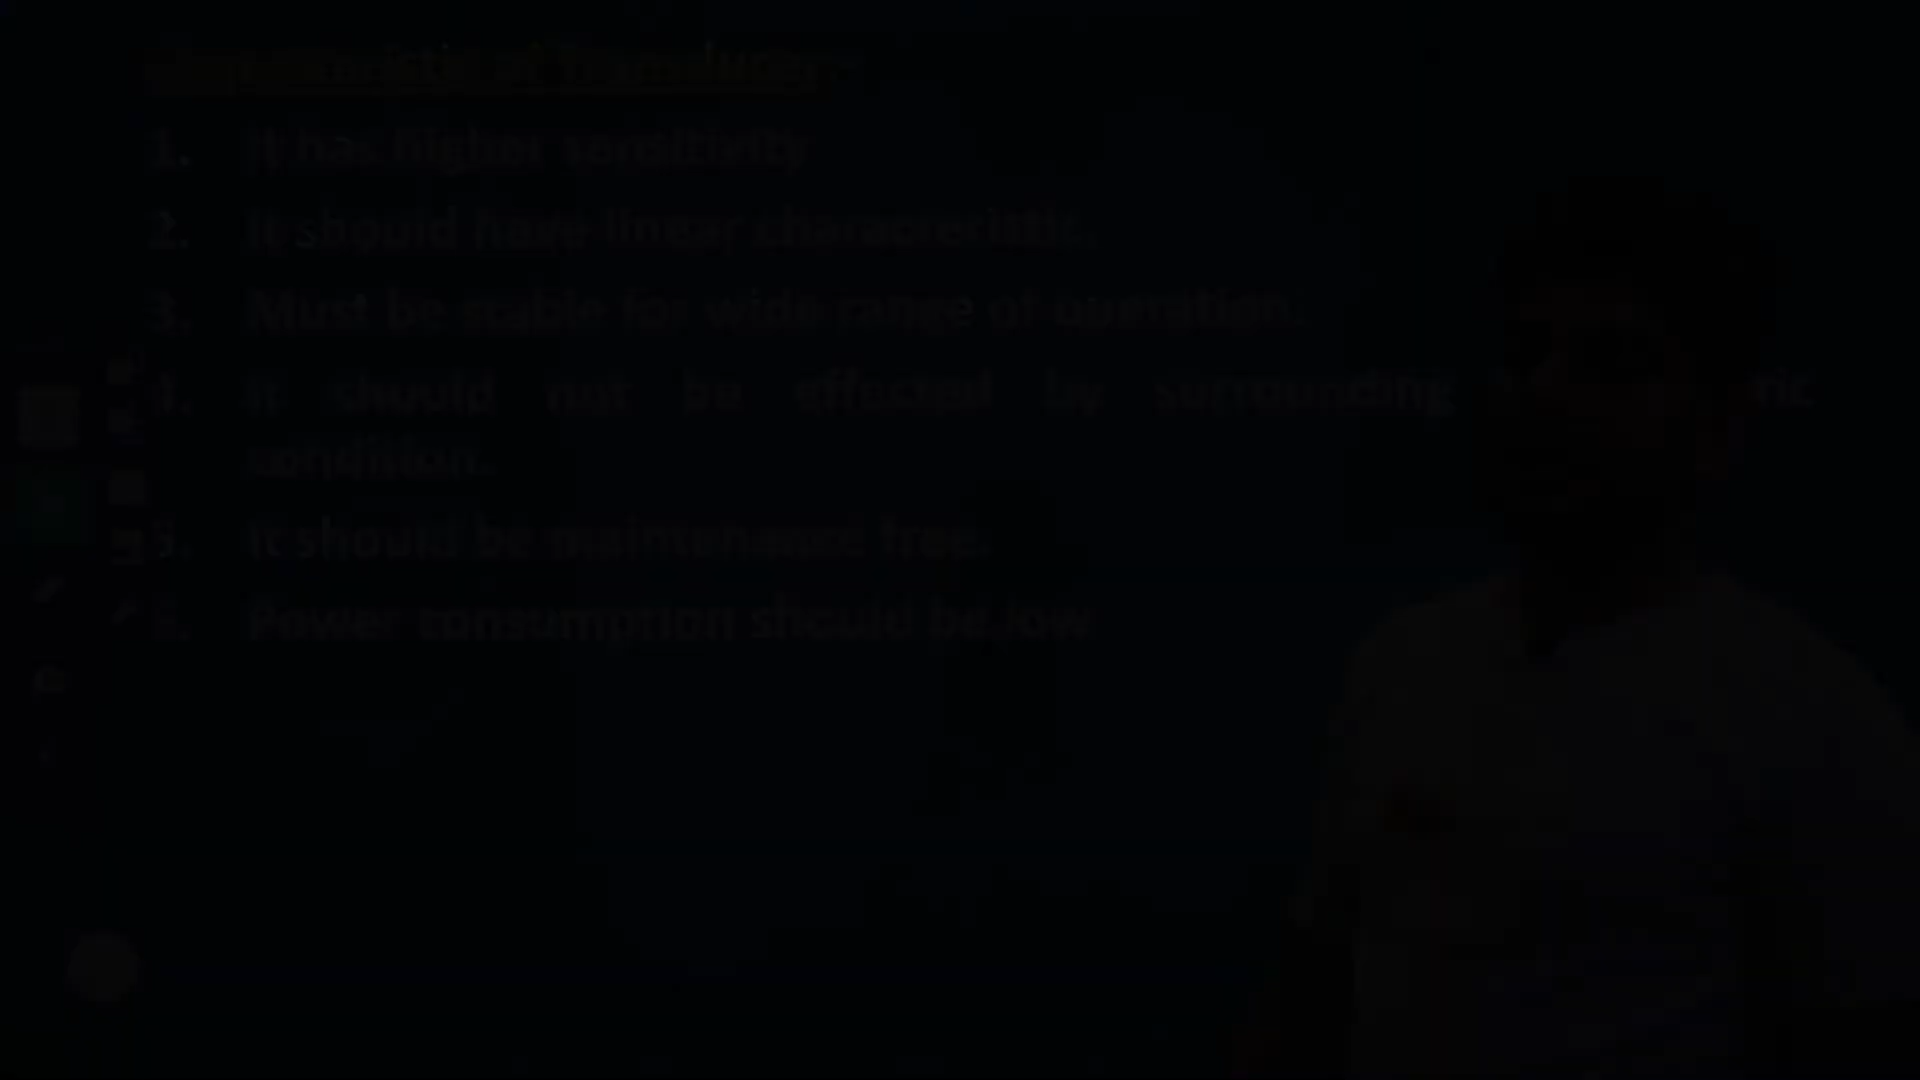 of Transducer
1. It has higher sensitivity
2. It should have linear characteristic.
3. Must be stable for wide range of operation.
4. It should not be effected by surrounding ric
condition.
5. It should be maintenance free.
6. Power consumption should be low